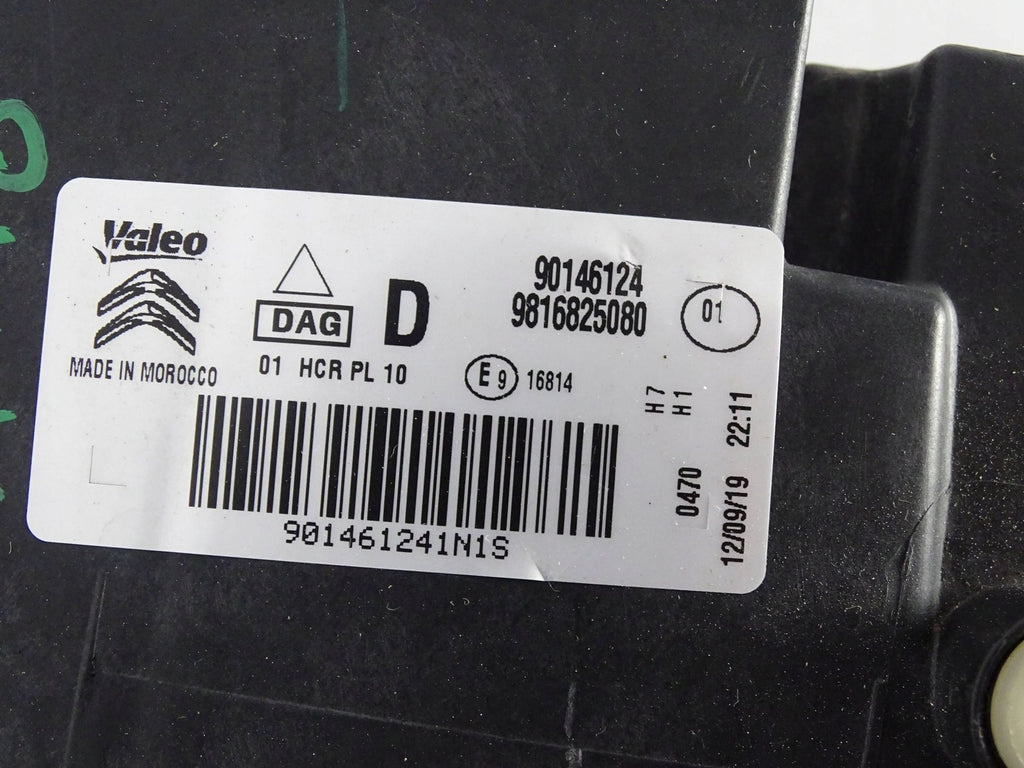 Valeo
MADE IN MOROCCO
DAG
D
01 HCR PL 10
90146124
9816825080
01
E 9 16814
H7
H1
0470
12/09/19 22:11
901461241N1S